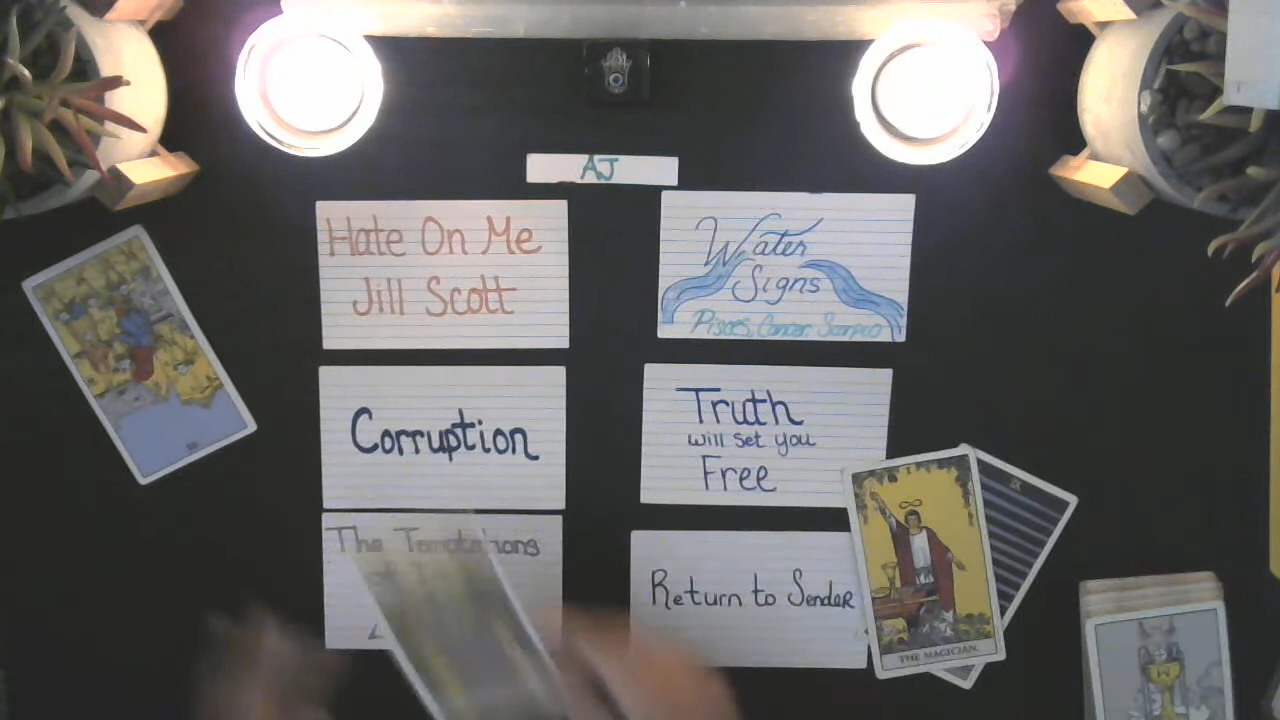 AJ
Hate On Me
Jill Scott
Water
Signs
Pisces, Cancer, Scorpio
Corruption
Truth
will set you
Free
The Temptations
Return to Sender
I
THE MAGICIAN.